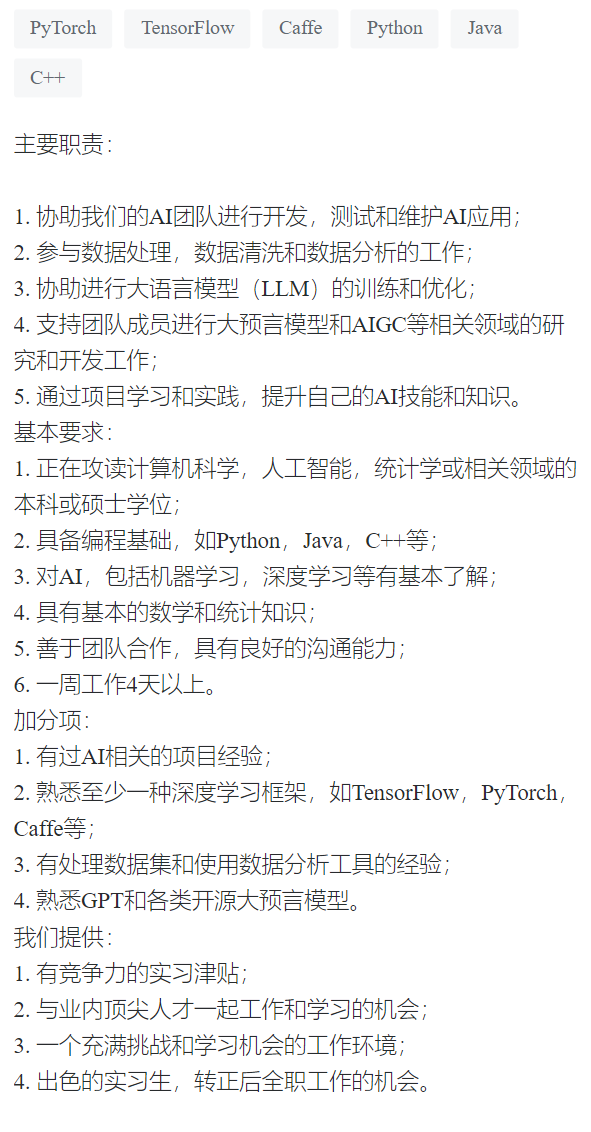 PyTorch TensorFlow Caffe Python Java
C++
主要职责：
1. 协助我们的AI团队进行开发，测试和维护AI应用；
2. 参与数据处理，数据清洗和数据分析的工作；
3. 协助进行大语言模型（LLM）的训练和优化；
4. 支持团队成员进行大预言模型和AIGC等相关领域的研
究和开发工作；
5. 通过项目学习和实践，提升自己的AI技能和知识。
基本要求：
1. 正在攻读计算机科学，人工智能，统计学或相关领域的
本科或硕士学位；
2. 具备编程基础，如Python，Java，C++等；
3. 对AI，包括机器学习，深度学习等有基本了解；
4. 具有基本的数学和统计知识；
5. 善于团队合作，具有良好的沟通能力；
6. 一周工作4天以上。
加分项：
1. 有过AI相关的项目经验；
2. 熟悉至少一种深度学习框架，如TensorFlow，PyTorch，
Caffe等；
3. 有处理数据集和使用数据分析工具的经验；
4. 熟悉GPT和各类开源大预言模型。
我们提供：
1. 有竞争力的实习津贴；
2. 与业内顶尖人才一起工作和学习的机会；
3. 一个充满挑战和学习机会的工作环境；
4. 出色的实习生，转正后全职工作的机会。